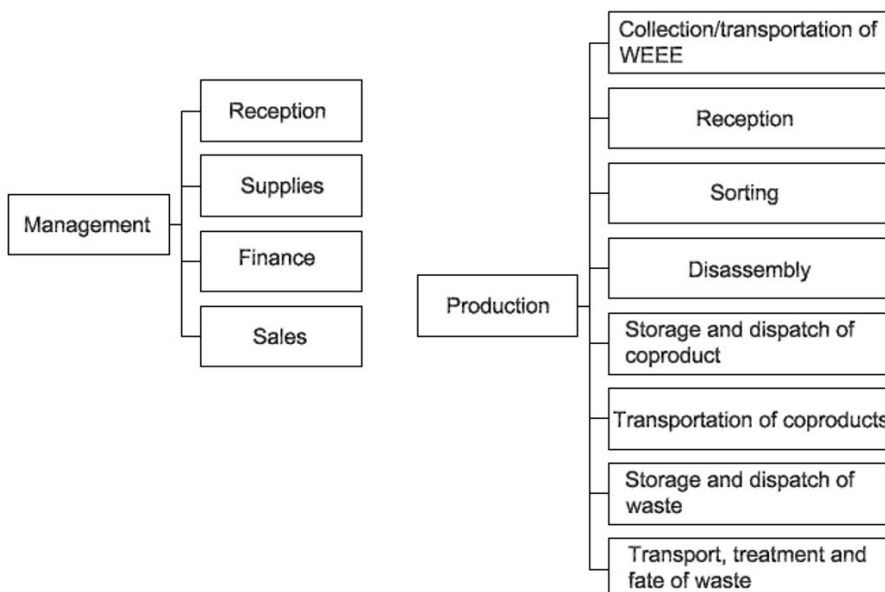 Management
Reception
Supplies
Finance
Sales
Production
Collection/transportation of
WEEE
Reception
Sorting
Disassembly
Storage and dispatch of
coproduct
Transportation of coproducts
Storage and dispatch of
waste
Transport, treatment and
fate of waste